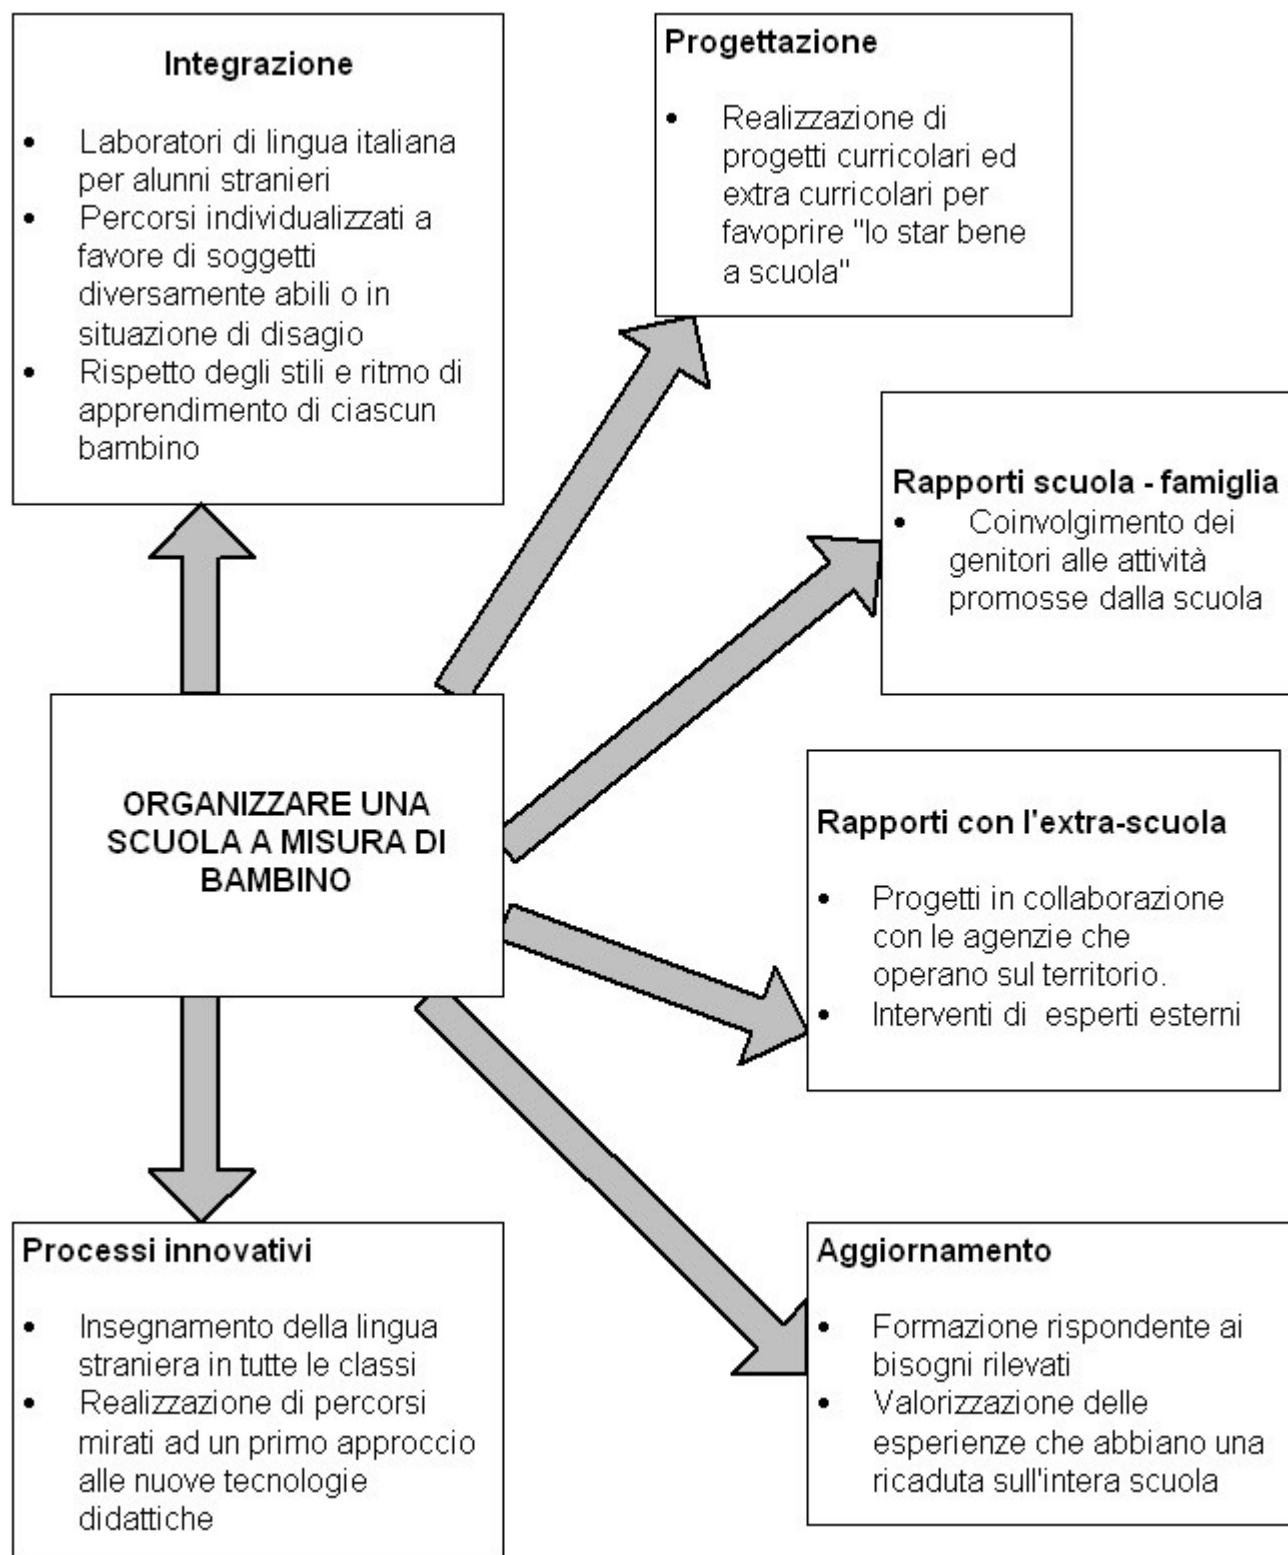 Integrazione
• Laboratori di lingua italiana
per alunni stranieri
• Percorsi individualizzati a
favore di soggetti
diversamente abili o in
situazione di disagio
• Rispetto degli stili e ritmo di
apprendimento di ciascun
bambino
Progettazione
• Realizzazione di
progetti curricolari ed
extra curricolari per
favoprire "lo star bene
a scuola"
Rapporti scuola - famiglia
• Coinvolgimento dei
genitori alle attività
promosse dalla scuola
ORGANIZZARE UNA
SCUOLA A MISURA DI
BAMBINO
Rapporti con l'extra-scuola
• Progetti in collaborazione
con le agenzie che
operano sul territorio.
• Interventi di esperti esterni
Processi innovativi
• Insegnamento della lingua
straniera in tutte le classi
• Realizzazione di percorsi
mirati ad un primo approccio
alle nuove tecnologie
didattiche
Aggiornamento
• Formazione rispondente ai
bisogni rilevati
• Valorizzazione delle
esperienze che abbiano una
ricaduta sull'intera scuola